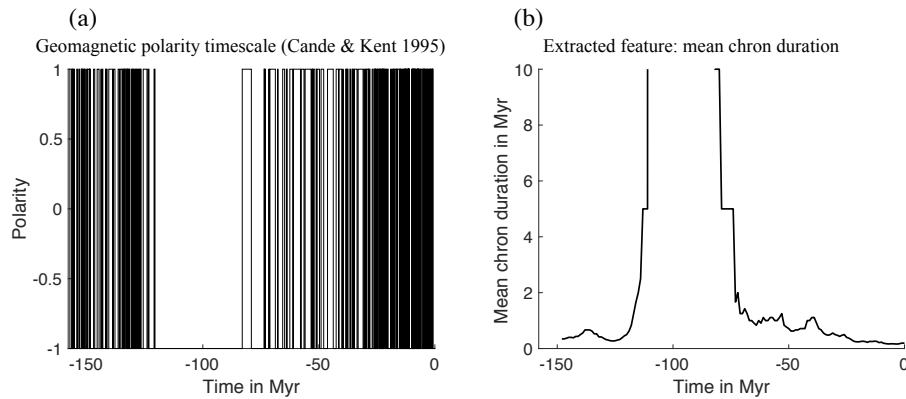 (a)
Geomagnetic polarity timescale (Cande & Kent 1995)
1
0.5
0
-0.5
-1
Polarity
-150
-100
-50
0
Time in Myr
(b)
Extracted feature: mean chron duration
10
8
6
4
2
0
Mean chron duration in Myr
-150
-100
-50
0
Time in Myr